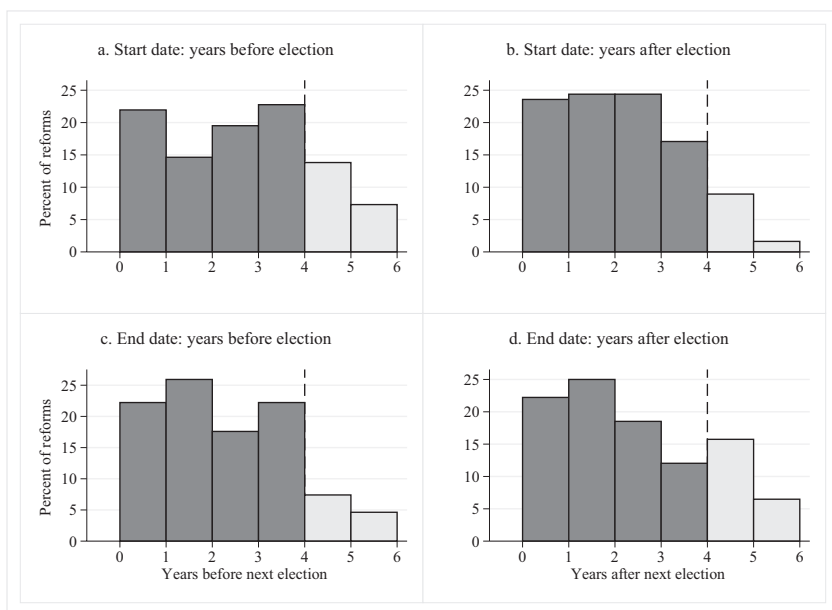 a. Start date: years before election
b. Start date: years after election
Percent of reforms
25
20
15
10
5
0
0 1 2 3 4 5 6
25
20
15
10
5
0
0 1 2 3 4 5 6
c. End date: years before election
d. End date: years after election
Percent of reforms
25
20
15
10
5
0
0 1 2 3 4 5 6
Years before next election
25
20
15
10
5
0
0 1 2 3 4 5 6
Years after next election